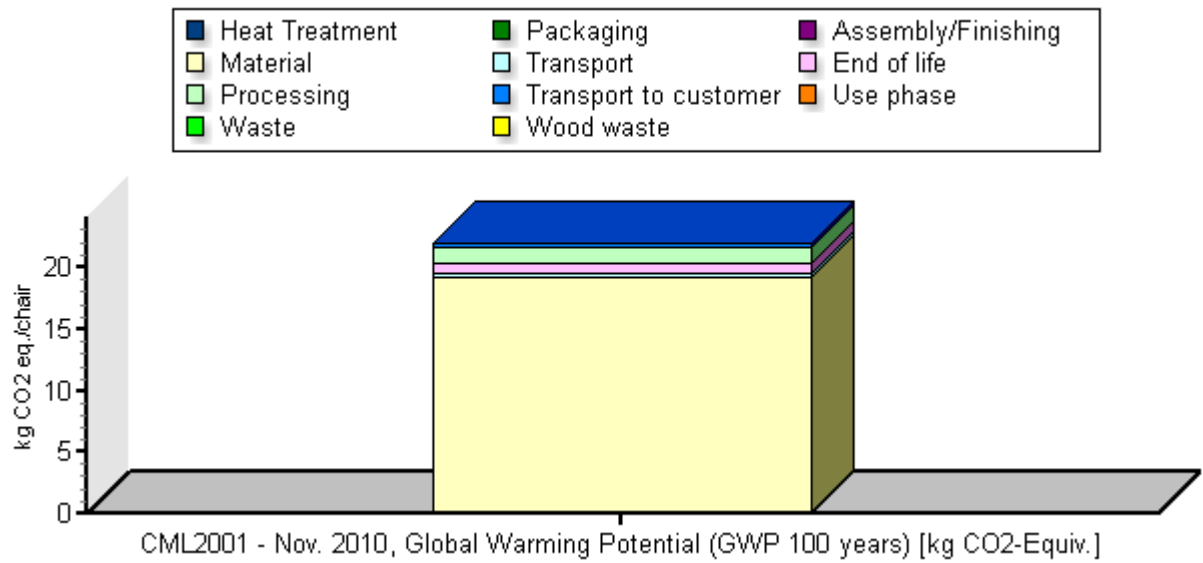 Heat Treatment Packaging Assembly/Finishing
Material Transport End of life
Processing Transport to customer Use phase
Waste Wood waste
kg CO2 eq./chair
20
15
10
5
0
CML2001 - Nov. 2010, Global Warming Potential (GWP 100 years) [kg CO2-Equiv.]